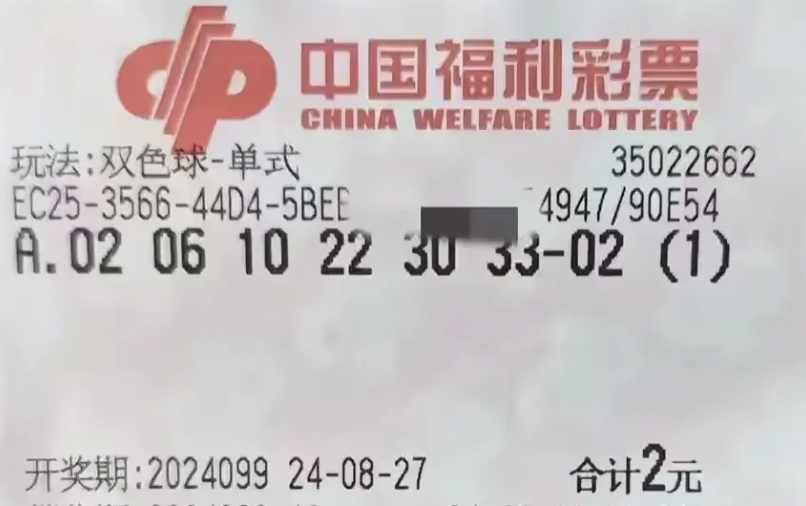 中国福利彩票
CHINA WELFARE LOTTERY
玩法:双色球-单式 35022662
EC25-3566-44D4-5BE 4947/90E54
A.02 06 10 22 30 33-02 (1)
开奖期:2024099 24-08-27 合计2元